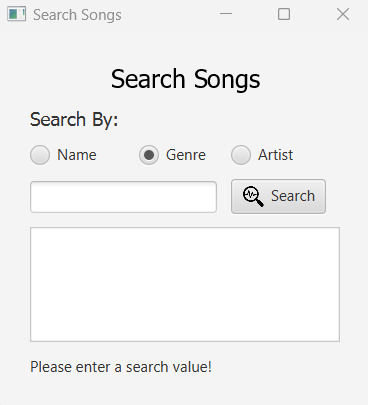 Search Songs
Search Songs
Search By:
Name Genre Artist
Search
Please enter a search value!